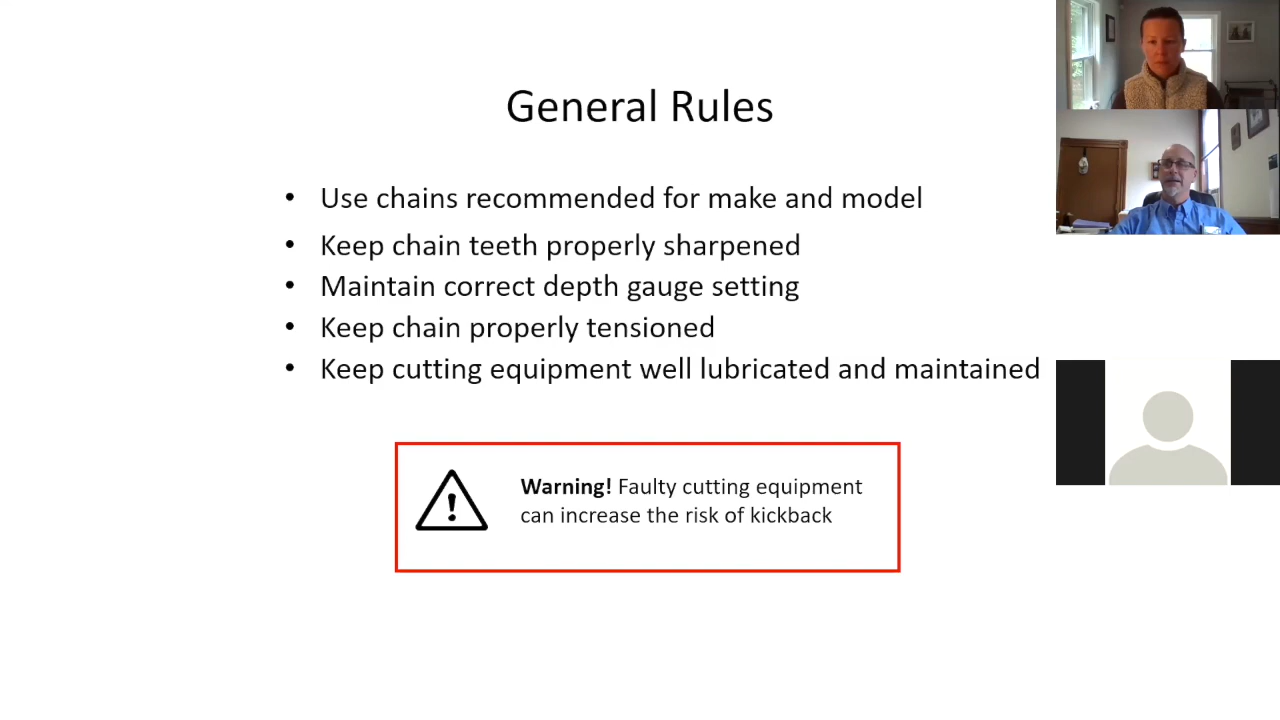 General Rules
• Use chains recommended for make and model
• Keep chain teeth properly sharpened
• Maintain correct depth gauge setting
• Keep chain properly tensioned
• Keep cutting equipment well lubricated and maintained
Warning! Faulty cutting equipment
can increase the risk of kickback